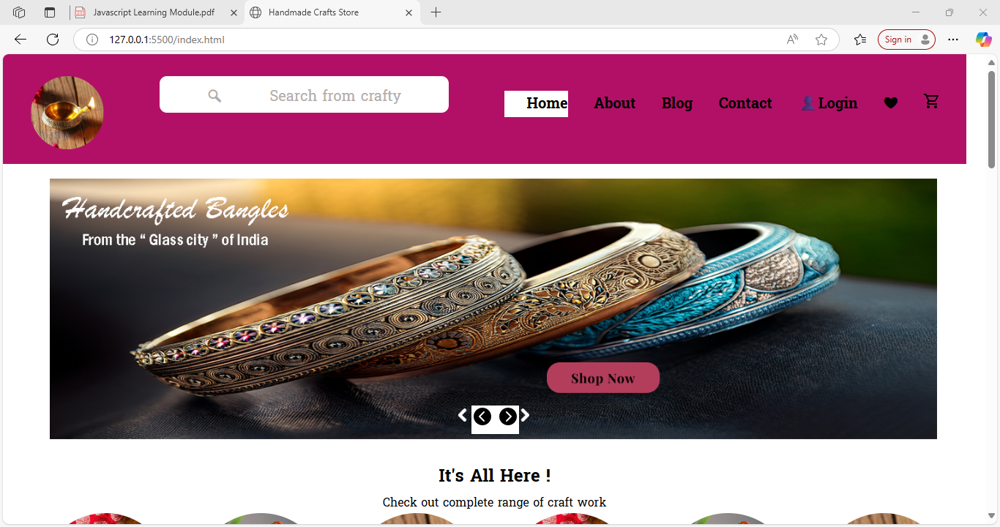 Javascript Learning Module.pdf
Handmade Crafts Store
127.0.0.1:5500/index.html
Sign in
Search from crafty
Home
About
Blog
Contact
Login
Handcrafted Bangles
From the “ Glass city ” of India
Shop Now
It's All Here !
Check out complete range of craft work